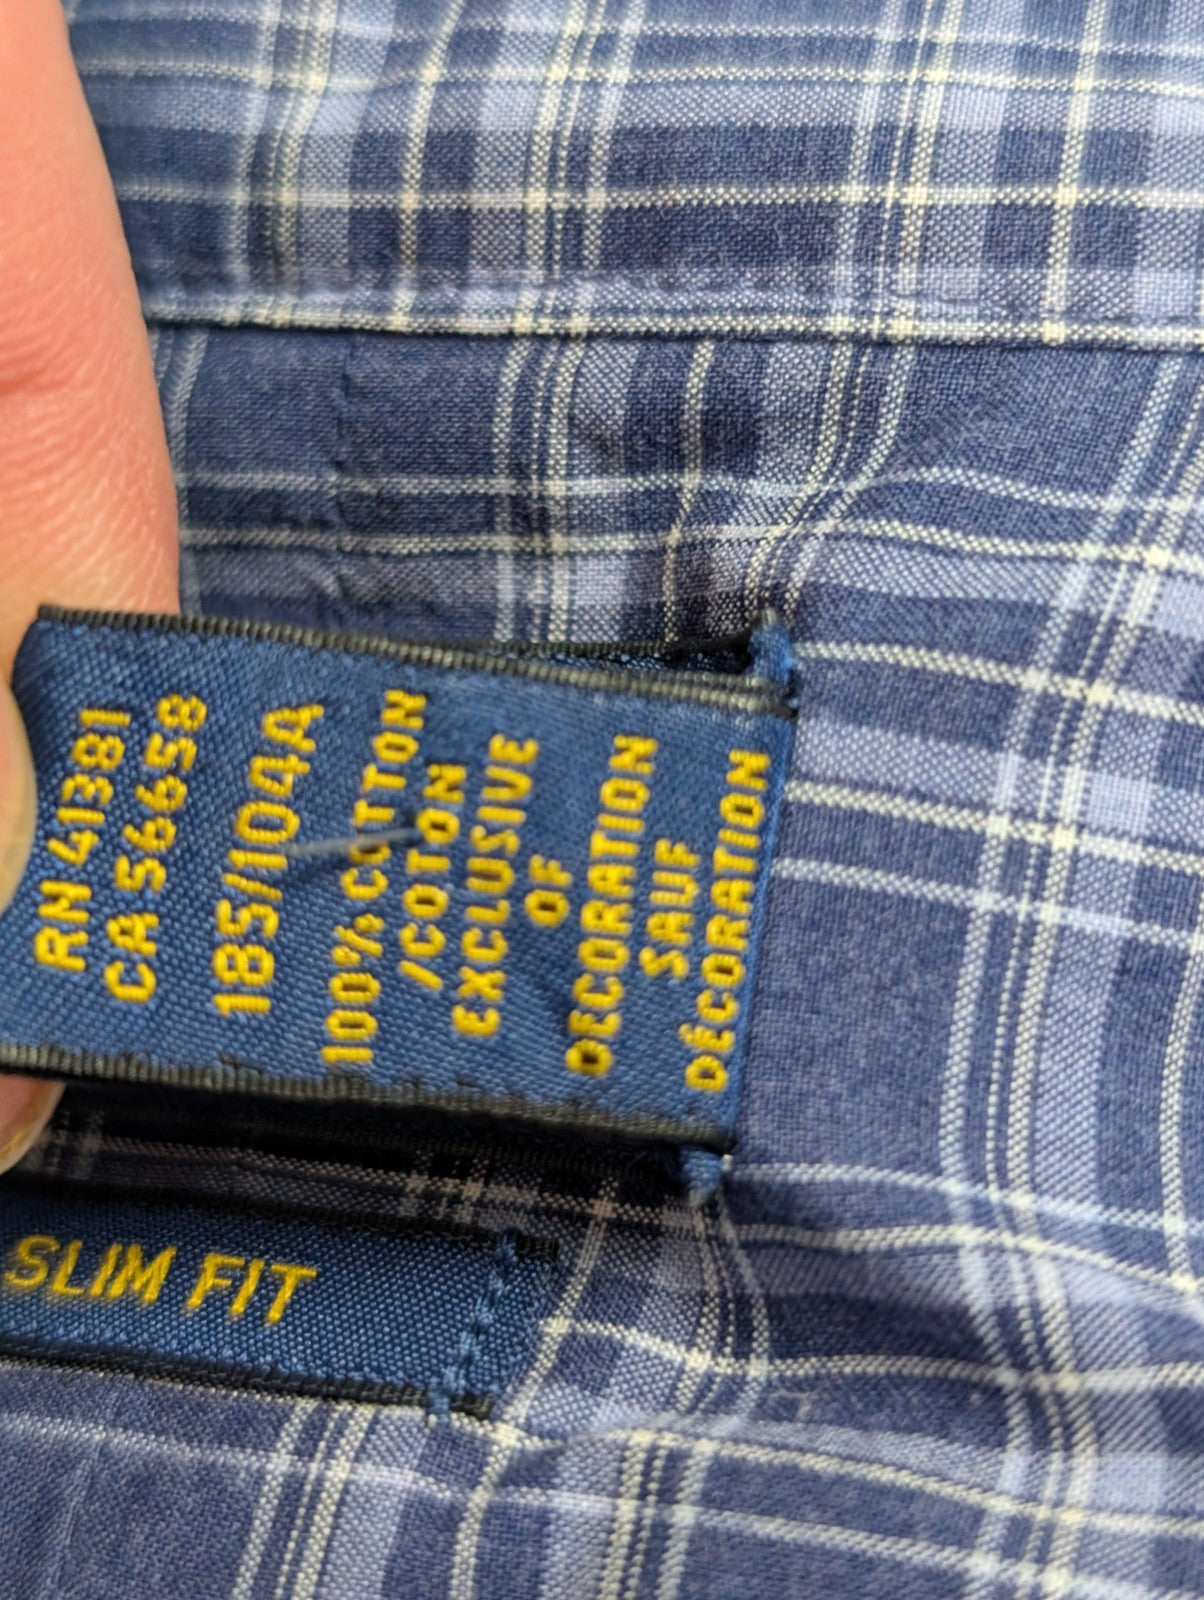 RN 41381
CA 56658
185/104A
100% COTTON
/COTON
EXCLUSIVE
OF
DECORATION
SAUF
DÉCORATION
SLIM FIT